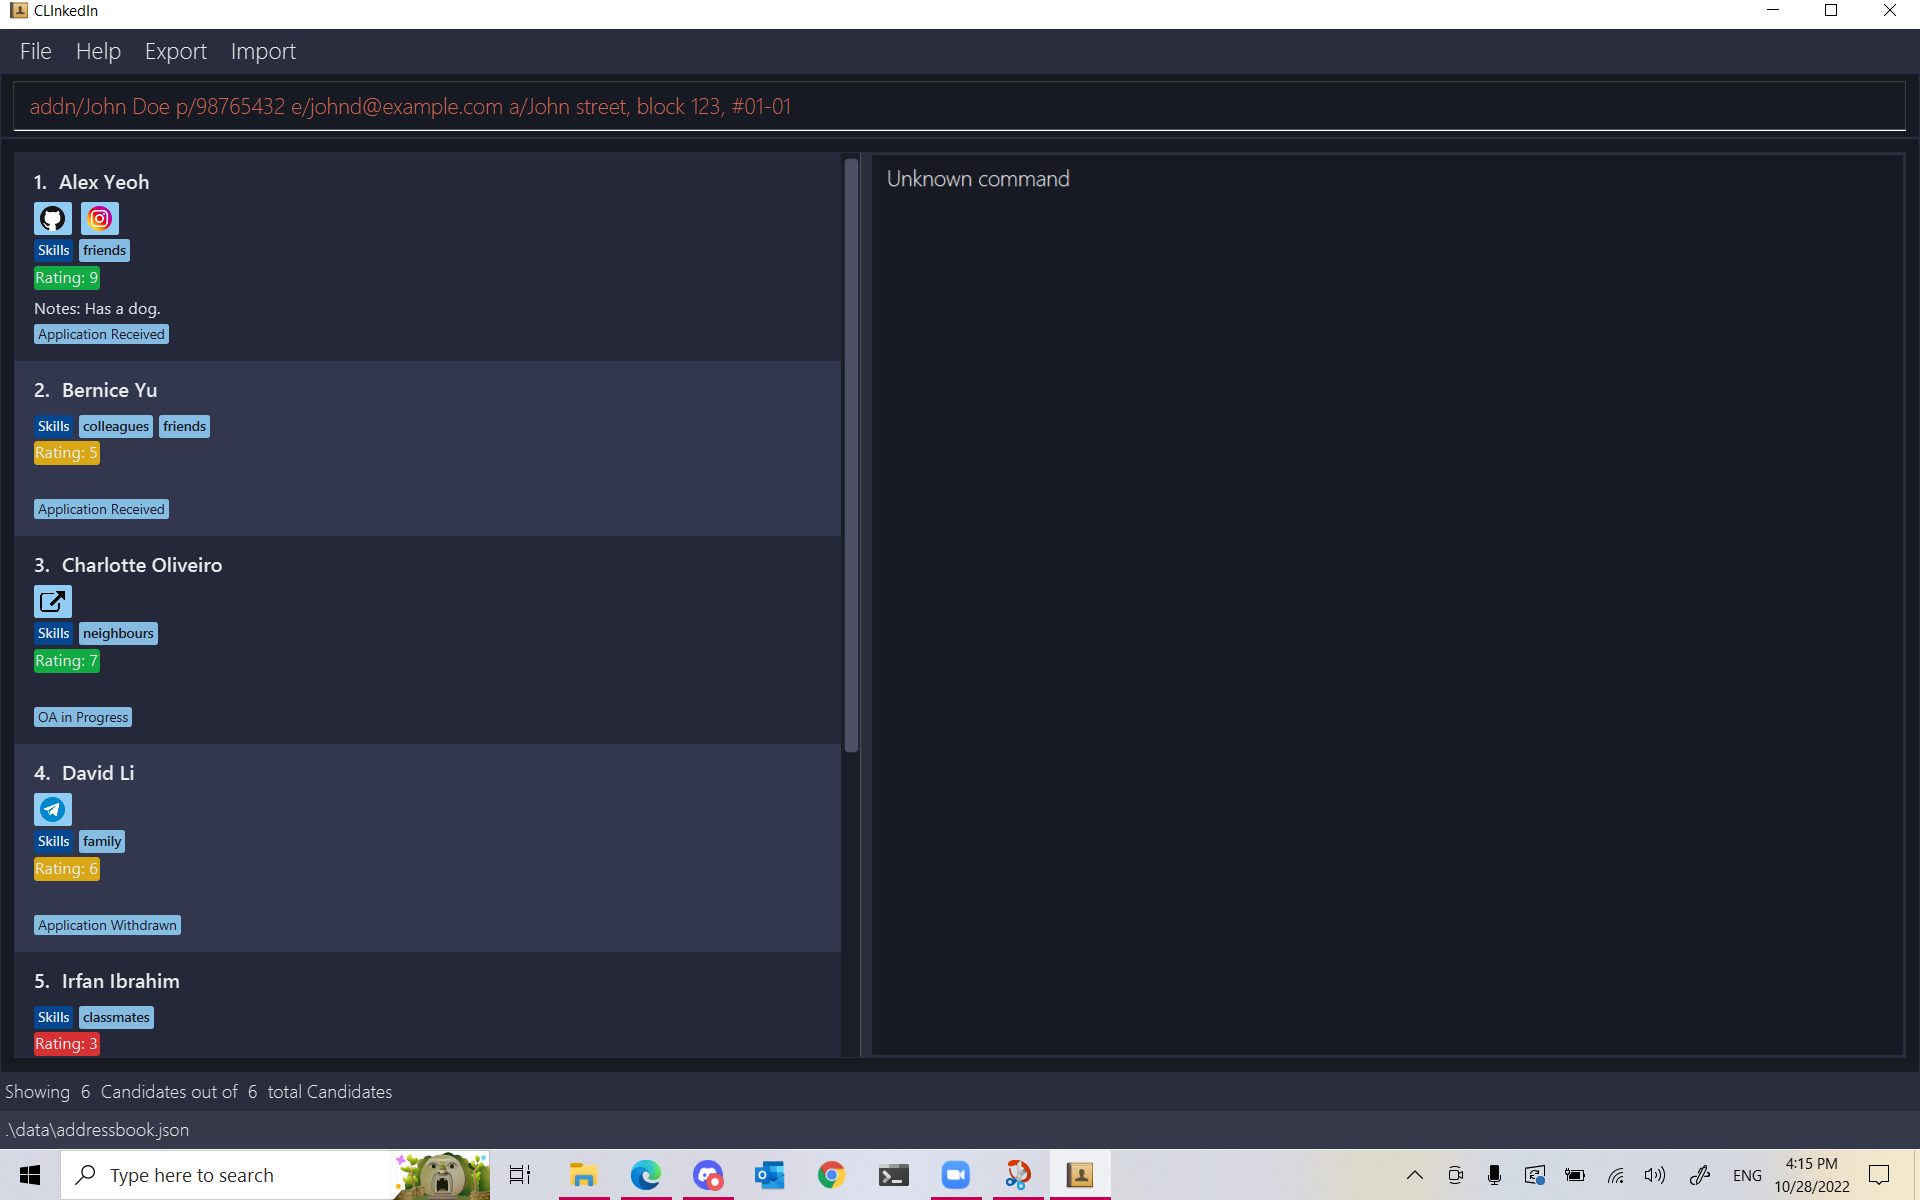 CLInkedIn
File Help Export Import
addn/John Doe p/98765432 e/johnd@example.com a/John street, block 123, #01-01
1. Alex Yeoh
Skills friends
Rating: 9
Notes: Has a dog.
Application Received
2. Bernice Yu
Skills colleagues friends
Rating: 5
Application Received
3. Charlotte Oliveiro
Skills neighbours
Rating: 7
OA in Progress
4. David Li
Skills family
Rating: 6
Application Withdrawn
5. Irfan Ibrahim
Skills classmates
Rating: 3
Unknown command
Showing 6 Candidates out of 6 total Candidates
.\data\addressbook.json
Type here to search
ENG
4:15 PM
10/28/2022